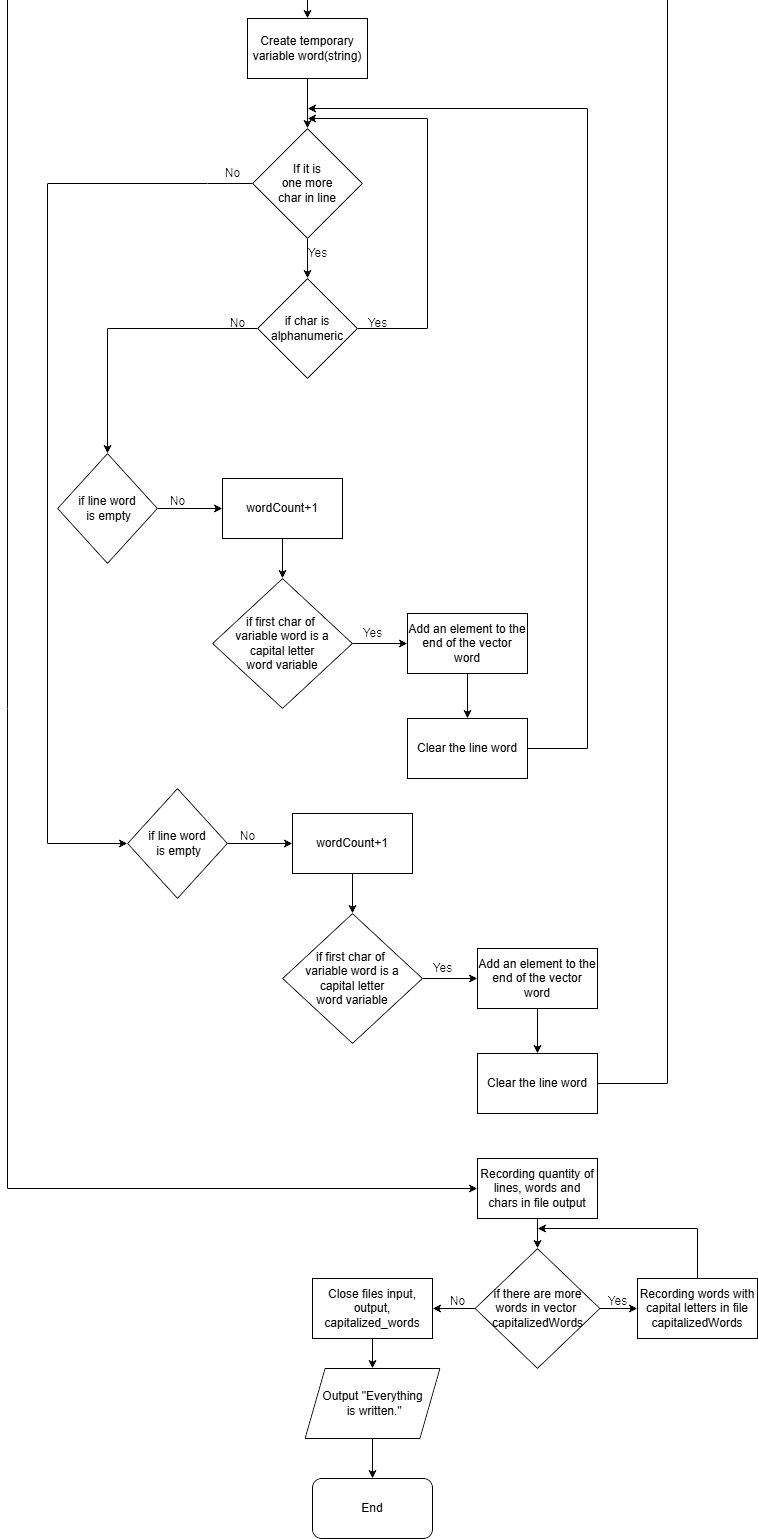 Create temporary
variable word(string)
If it is
one more
char in line
No
Yes
if char is
alphanumeric
No
Yes
if line word
is empty
No
wordCount+1
if first char of
variable word is a
capital letter
word variable
Yes
Add an element to the
end of the vector
word
Clear the line word
if line word
is empty
No
wordCount+1
if first char of
variable word is a
capital letter
word variable
Yes
Add an element to the
end of the vector
word
Clear the line word
Recording quantity of
lines, words and
chars in file output
if there are more
words in vector
capitalizedWords
No
Yes
Close files input,
output,
capitalized_words
Recording words with
capital letters in file
capitalizedWords
Output "Everything
is written."
End